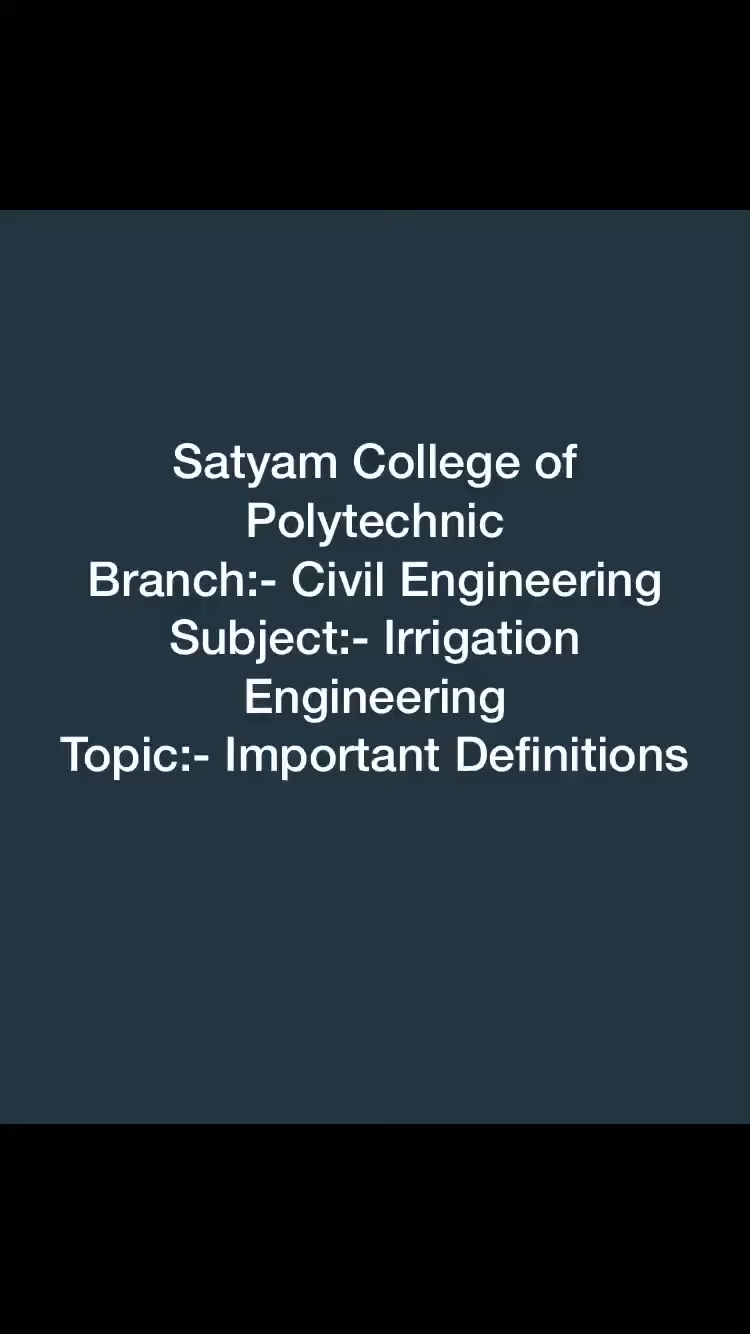 Satyam College of
Polytechnic
Branch:- Civil Engineering
Subject:- Irrigation
Engineering
Topic:- Important Definitions